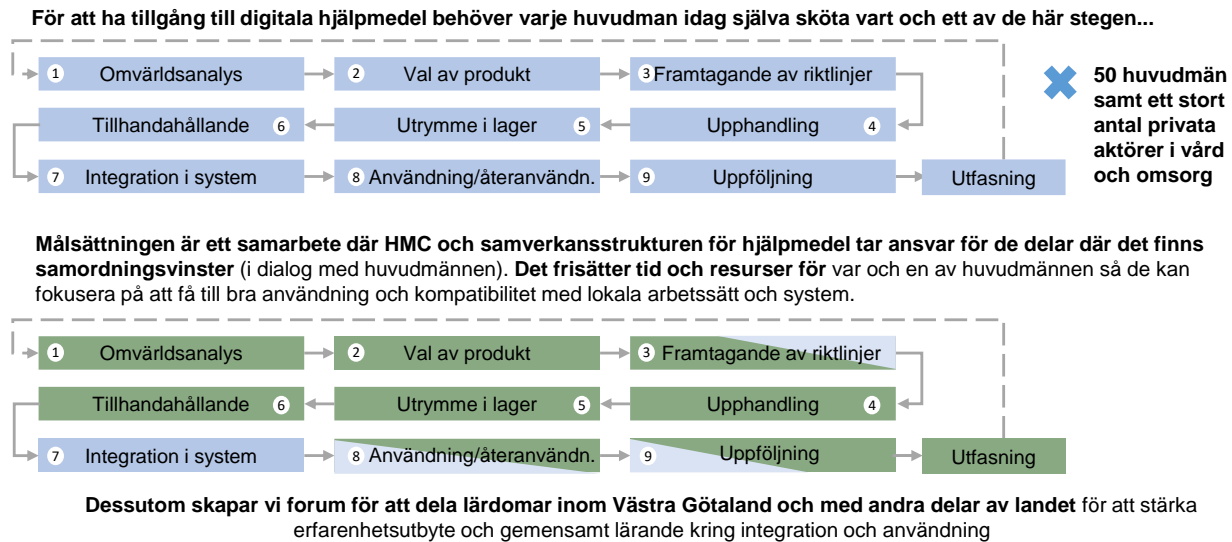 För att ha tillgång till digitala hjälpmedel behöver varje huvudman idag själva sköta vart och ett av de här stegen...
1 Omvärldsanalys
2 Val av produkt
3 Framtagande av riktlinjer
Upphandling 4
Utrymme i lager 5
Tillhandahållande 6
7 Integration i system
8 Användning/återanvändn.
9 Uppföljning
Utfasning
50 huvudmän
samt ett stort
antal privata
aktörer i vård
och omsorg
Målsättningen är ett samarbete där HMC och samverkansstrukturen för hjälpmedel tar ansvar för de delar där det finns
samordningsvinster (i dialog med huvudmännen). Det frisätter tid och resurser för var och en av huvudmännen så de kan
fokusera på att få till bra användning och kompatibilitet med lokala arbetssätt och system.
1 Omvärldsanalys
2 Val av produkt
3 Framtagande av riktlinjer
Upphandling 4
Utrymme i lager 5
Tillhandahållande 6
7 Integration i system
8 Användning/återanvändn.
9 Uppföljning
Utfasning
Dessutom skapar vi forum för att dela lärdomar inom Västra Götaland och med andra delar av landet för att stärka
erfarenhetsutbyte och gemensamt lärande kring integration och användning